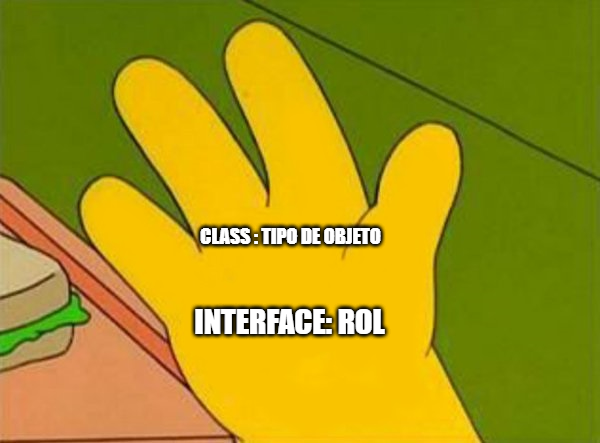 CLASS : TIPO DE OBJETO
INTERFACE: ROL